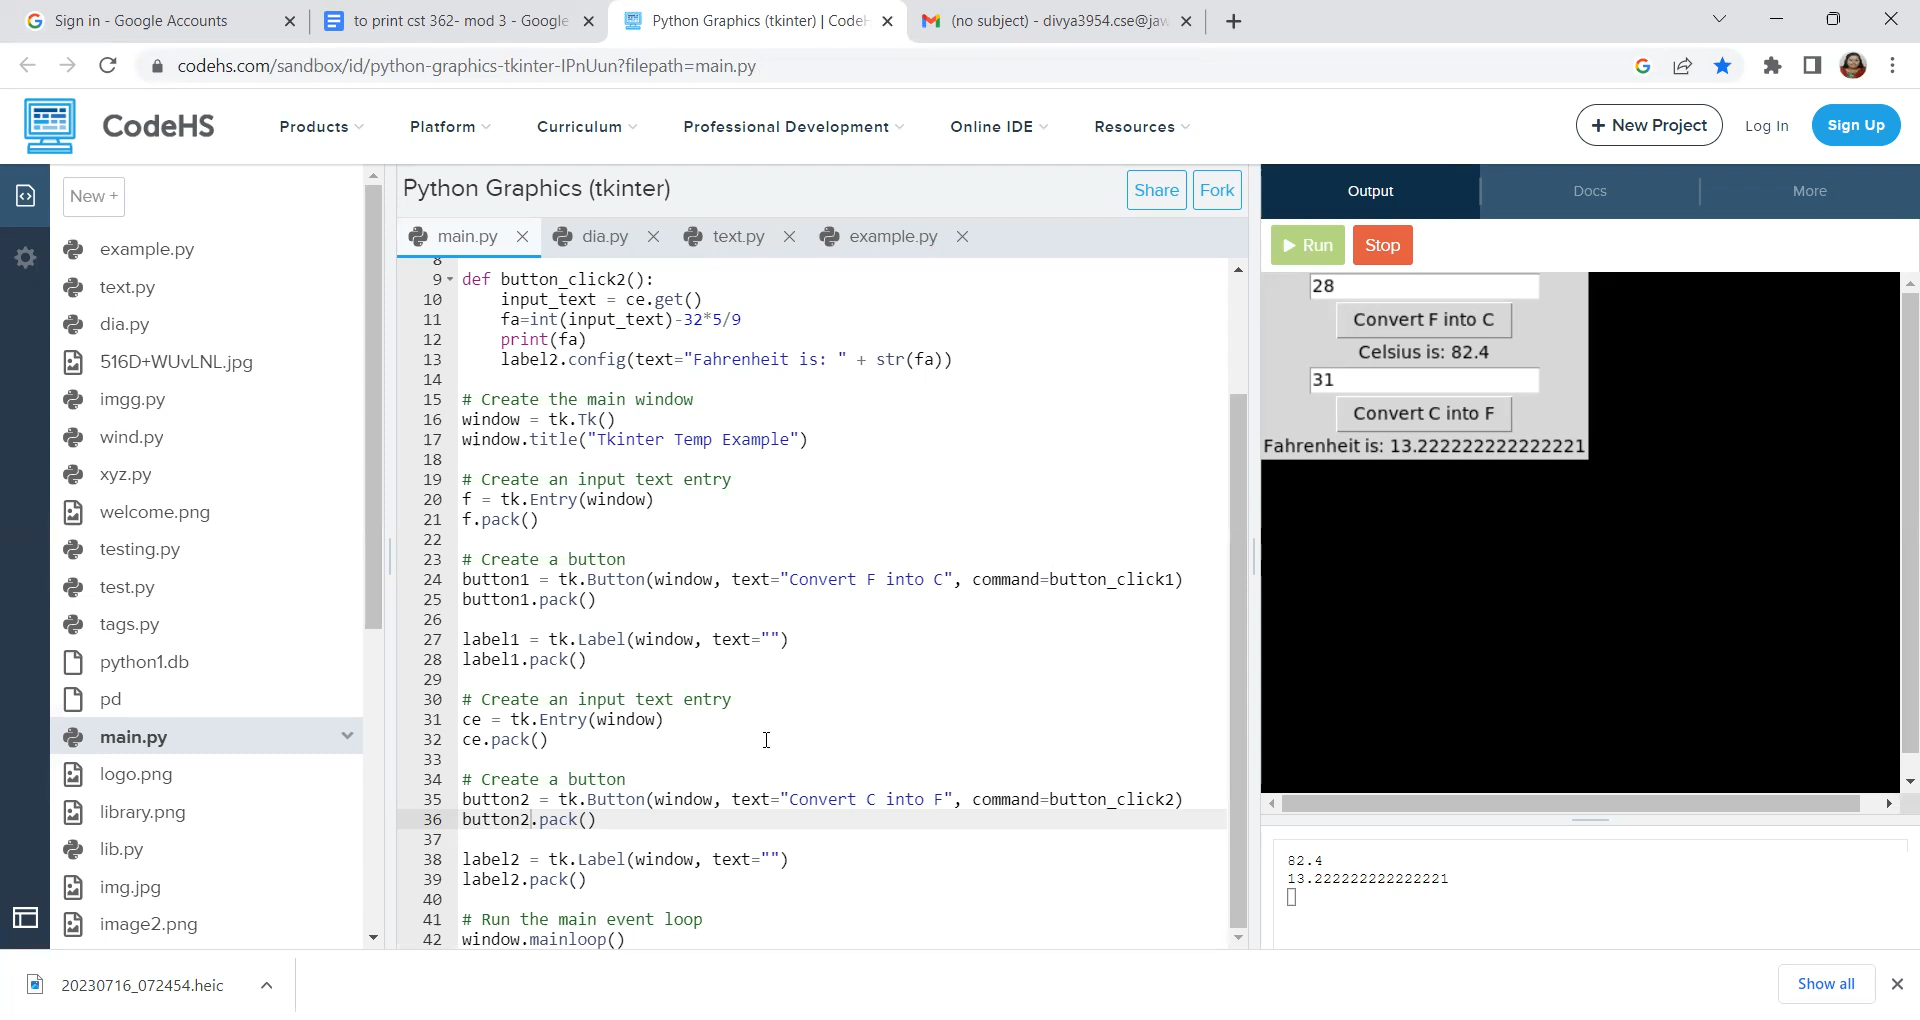 Sign in - Google Accounts
to print cst 362- mod 3 - Google
Python Graphics (tkinter) | CodeH
(no subject) - divya3954.cse@jaw
codehs.com/sandbox/id/python-graphics-tkinter-IPnUun?filepath=main.py
CodeHS
Products
Platform
Curriculum
Professional Development
Online IDE
Resources
+ New Project
Log In
Sign Up
New +
example.py
text.py
dia.py
516D+WUvLNL.jpg
imgg.py
wind.py
xyz.py
welcome.png
testing.py
test.py
tags.py
python1.db
pd
main.py
logo.png
library.png
lib.py
img.jpg
image2.png
Python Graphics (tkinter)
Share
Fork
main.py
dia.py
text.py
example.py
8
9 def button_click2():
10 input_text = ce.get()
11 fa=int(input_text)-32*5/9
12 print(fa)
13 label2.config(text="Fahrenheit is: " + str(fa))
14
15 # Create the main window
16 window = tk.Tk()
17 window.title("Tkinter Temp Example")
18
19 # Create an input text entry
20 f = tk.Entry(window)
21 f.pack()
22
23 # Create a button
24 button1 = tk.Button(window, text="Convert F into C", command=button_click1)
25 button1.pack()
26
27 label1 = tk.Label(window, text="")
28 label1.pack()
29
30 # Create an input text entry
31 ce = tk.Entry(window)
32 ce.pack()
33
34 # Create a button
35 button2 = tk.Button(window, text="Convert C into F", command=button_click2)
36 button2.pack()
37
38 label2 = tk.Label(window, text="")
39 label2.pack()
40
41 # Run the main event loop
42 window.mainloop()
Output
Docs
More
Run
Stop
28
Convert F into C
Celsius is: 82.4
31
Convert C into F
Fahrenheit is: 13.222222222222221
82.4
13.222222222222221
20230716_072454.heic
Show all